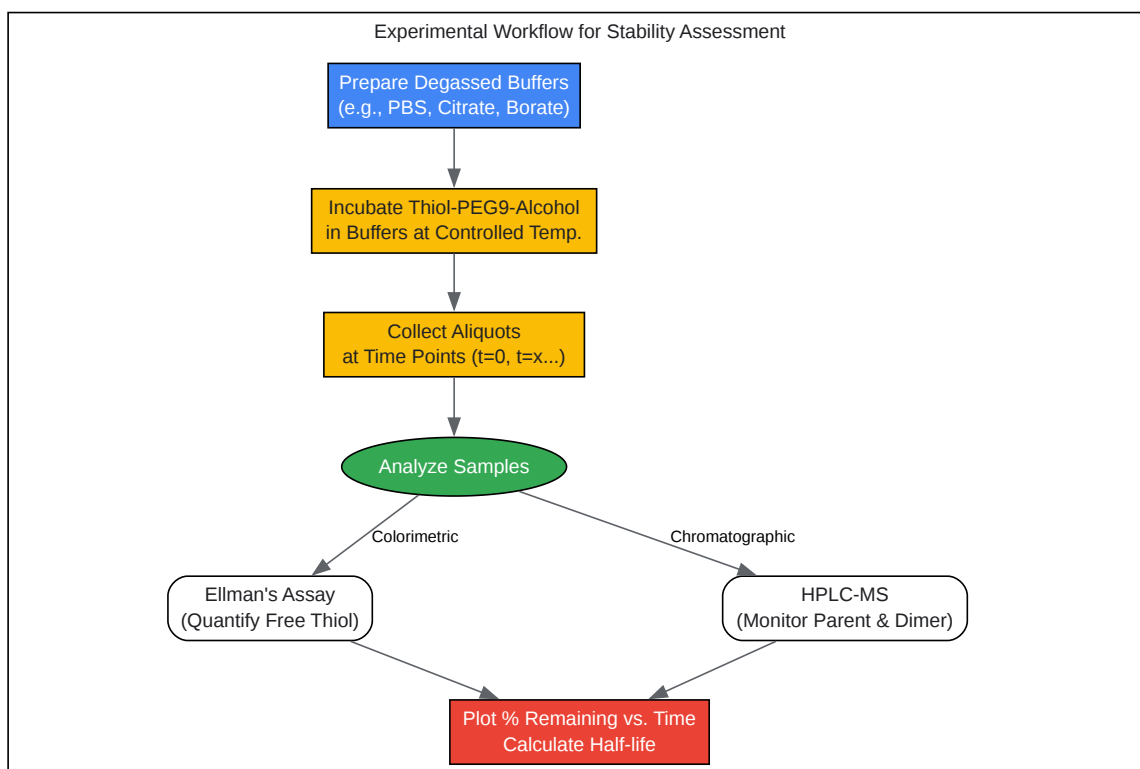 Experimental Workflow for Stability Assessment
Prepare Degassed Buffers
(e.g., PBS, Citrate, Borate)
Incubate Thiol-PEG9-Alcohol
in Buffers at Controlled Temp.
Collect Aliquots
at Time Points (t=0, t=x...)
Analyze Samples
Colorimetric
Chromatographic
Ellman's Assay
(Quantify Free Thiol)
HPLC-MS
(Monitor Parent & Dimer)
Plot % Remaining vs. Time
Calculate Half-life